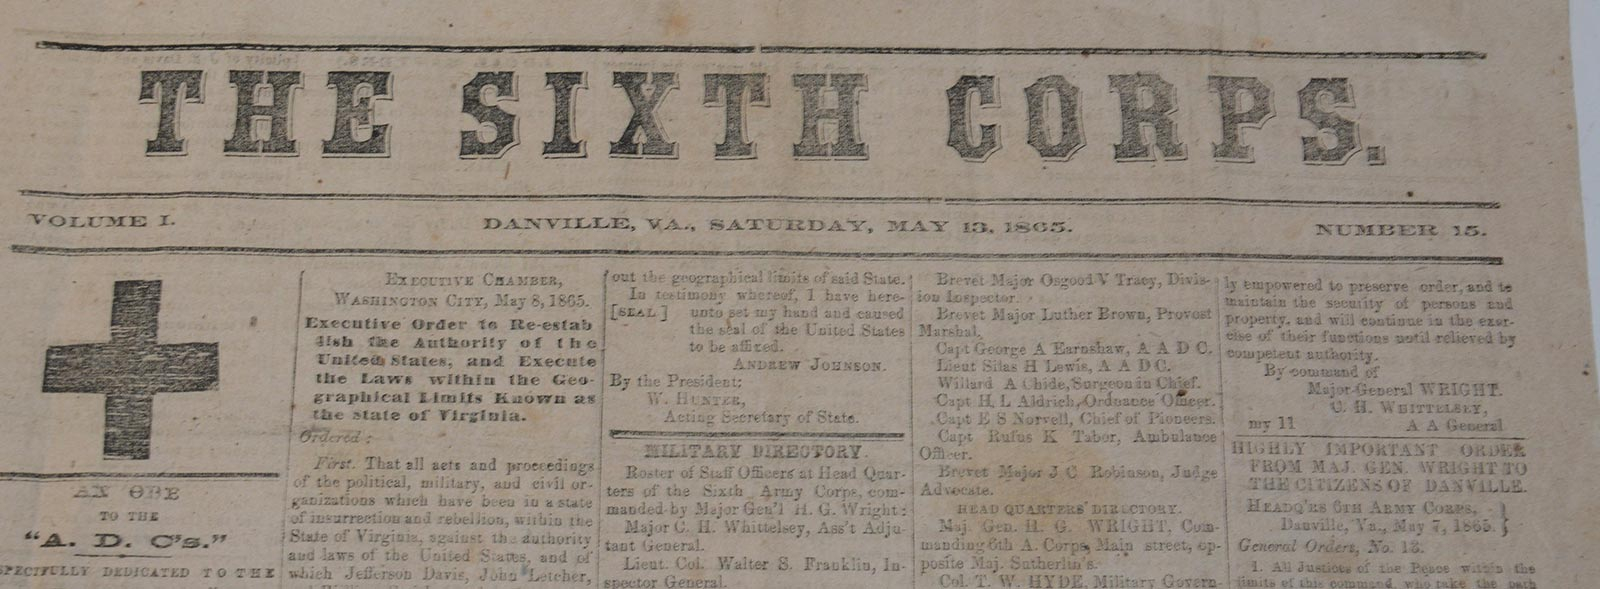 THE SIXTH CORPS.
VOLUME I.
DANVILLE, VA., SATURDAY, MAY 13, 1865.
NUMBER 15.
AN ODE
TO THE
"A. D. C's."
SPECTFULLY DEDICATED TO THE
EXECUTIVE CHAMBER,
WASHINGTON CITY, May 8, 1865.
Executive Order to Re-estab
lish the Authority of the
United States, and Execute
the Laws within the Geo-
graphical Limits Known as
the State of Virginia.
Ordered:
First. That all acts and proceedings
of the political, military, and civil or-
ganizations which have been in a state
of insurrection and rebellion, within the
State of Virginia, against the authority
and laws of the United States, and of
which Jefferson Davis, John Letcher,
out the geographical limits of said State.
In testimony whereof, I have here-
[SEAL] unto set my hand and caused
the seal of the United States
to be affixed.
ANDREW JOHNSON.
By the President;
W. HUNTER,
Acting Secretary of State.
MILITARY DIRECTORY.
Roster of Staff Officers at Head Quar-
ters of the Sixth Army Corps, com-
manded by Major Gen'l H. G. Wright:
Major C. H. Whittelsey, Ass't Adju-
tant General.
Lieut. Col. Walter S. Franklin, In-
spector General.
Brevet Major Osgood V Tracy, Divis-
ion Inspector.
Brevet Major Luther Brown, Provost
Marshal.
Capt George A Earnshaw, A A D C.
Lieut Silas H Lewis, A A D C.
Willard A Chide, Surgeon in Chief.
Capt H L Aldrich, Ordnance Officer.
Capt E S Norvell, Chief of Pioneers.
Capt Rufus K Tabor, Ambulance
Officer.
Brevet Major J C Robinson, Judge
Advocate.
HEAD QUARTERS' DIRECTORY.
Maj. Gen. H. G. WRIGHT, Com-
manding 6th A. Corps, Main street, op-
posite Maj. Sutherlin's.
Col. T. W. HYDE, Military Govern-
ly empowered to preserve order, and to
maintain the security of persons and
property, and will continue in the exer-
cise of their functions until relieved by
competent authority.
By command of
Major-General WRIGHT.
C. H. WHITTELSEY,
my 11 A A General
HIGHLY IMPORTANT ORDER
FROM MAJ. GEN. WRIGHT TO
THE CITIZENS OF DANVILLE.
HEADQ'RS 6TH ARMY CORPS, }
Danville, Va., May 7, 1865. }
General Orders, No. 13.
1. All Justices of the Peace within the
limits of this command, who take the oath